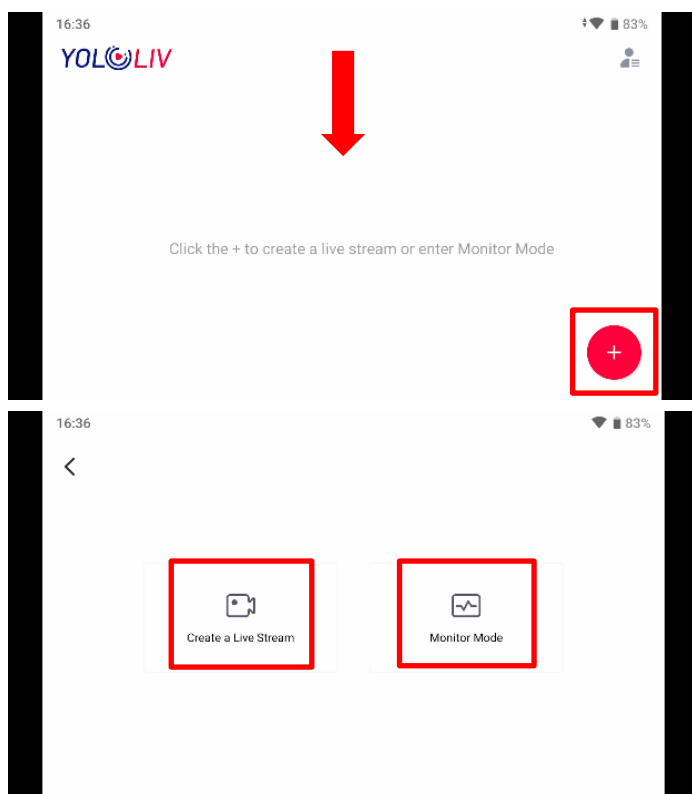 16:36
83%
YOLOLIV
Click the + to create a live stream or enter Monitor Mode
+
16:36
83%
Create a Live Stream
Monitor Mode